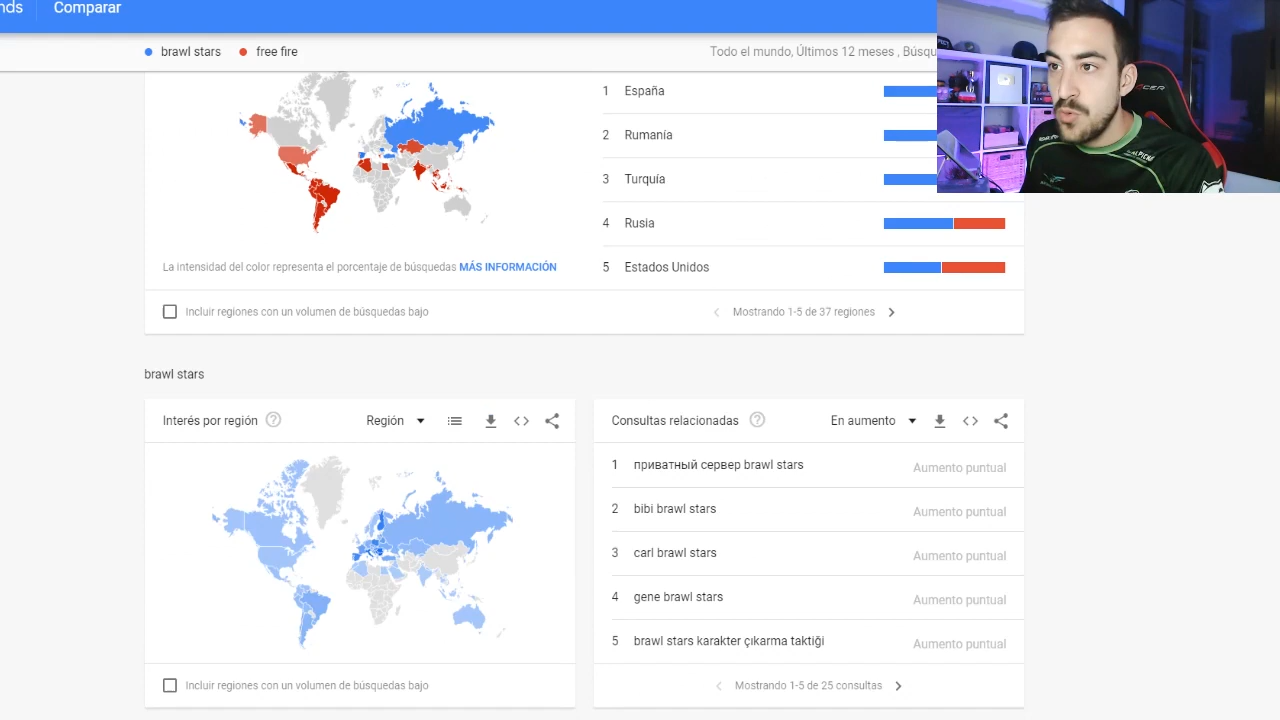 nds Comparar
brawl stars free fire Todo el mundo, Últimos 12 meses , Búsqu
1 España
2 Rumanía
3 Turquía
4 Rusia
La intensidad del color representa el porcentaje de búsquedas MÁS INFORMACIÓN
5 Estados Unidos
Incluir regiones con un volumen de búsquedas bajo
Mostrando 1-5 de 37 regiones
brawl stars
Interés por región
Región
Consultas relacionadas
En aumento
1 приватный сервер brawl stars Aumento puntual
2 bibi brawl stars Aumento puntual
3 carl brawl stars Aumento puntual
4 gene brawl stars Aumento puntual
5 brawl stars karakter çıkarma taktiği Aumento puntual
Incluir regiones con un volumen de búsquedas bajo
Mostrando 1-5 de 25 consultas